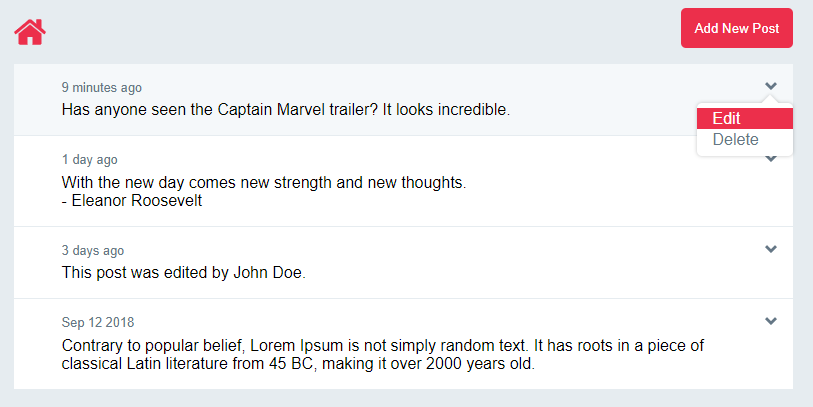 Add New Post
9 minutes ago
Has anyone seen the Captain Marvel trailer? It looks incredible.
Edit
Delete
1 day ago
With the new day comes new strength and new thoughts.
- Eleanor Roosevelt
3 days ago
This post was edited by John Doe.
Sep 12 2018
Contrary to popular belief, Lorem Ipsum is not simply random text. It has roots in a piece of
classical Latin literature from 45 BC, making it over 2000 years old.